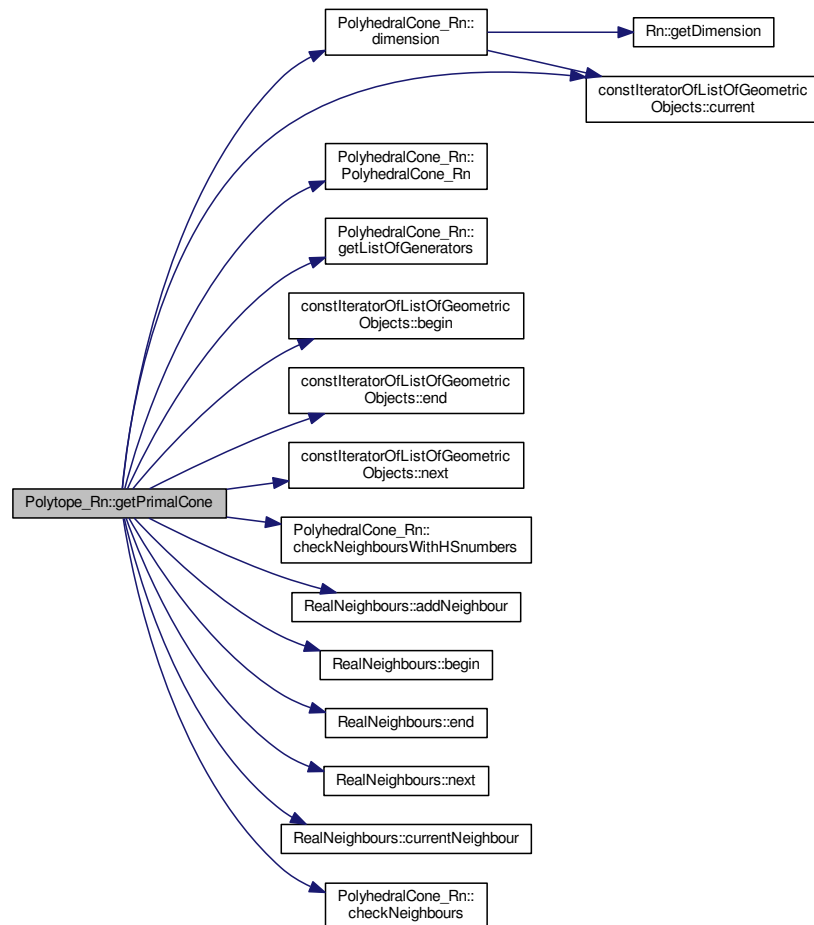 PolyhedralCone_Rn::
dimension
Rn::getDimension
constIteratorOfListOfGeometric
Objects::current
PolyhedralCone_Rn::
PolyhedralCone_Rn
PolyhedralCone_Rn::
getListOfGenerators
constIteratorOfListOfGeometric
Objects::begin
constIteratorOfListOfGeometric
Objects::end
constIteratorOfListOfGeometric
Objects::next
Polytope_Rn::getPrimalCone
PolyhedralCone_Rn::
checkNeighboursWithHSnumbers
RealNeighbours::addNeighbour
RealNeighbours::begin
RealNeighbours::end
RealNeighbours::next
RealNeighbours::currentNeighbour
PolyhedralCone_Rn::
checkNeighbours